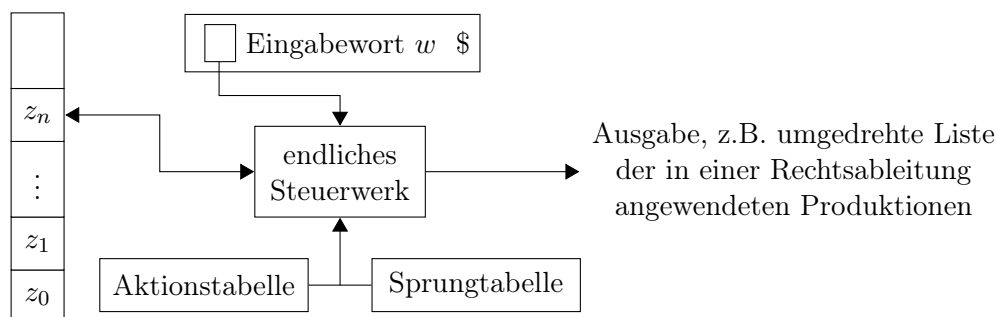 Eingabewort w $
z_n
⋮
z_1
z_0
endliches
Steuerwerk
Ausgabe, z.B. umgedrehte Liste
der in einer Rechtsableitung
angewendeten Produktionen
Aktionstabelle
Sprungtabelle